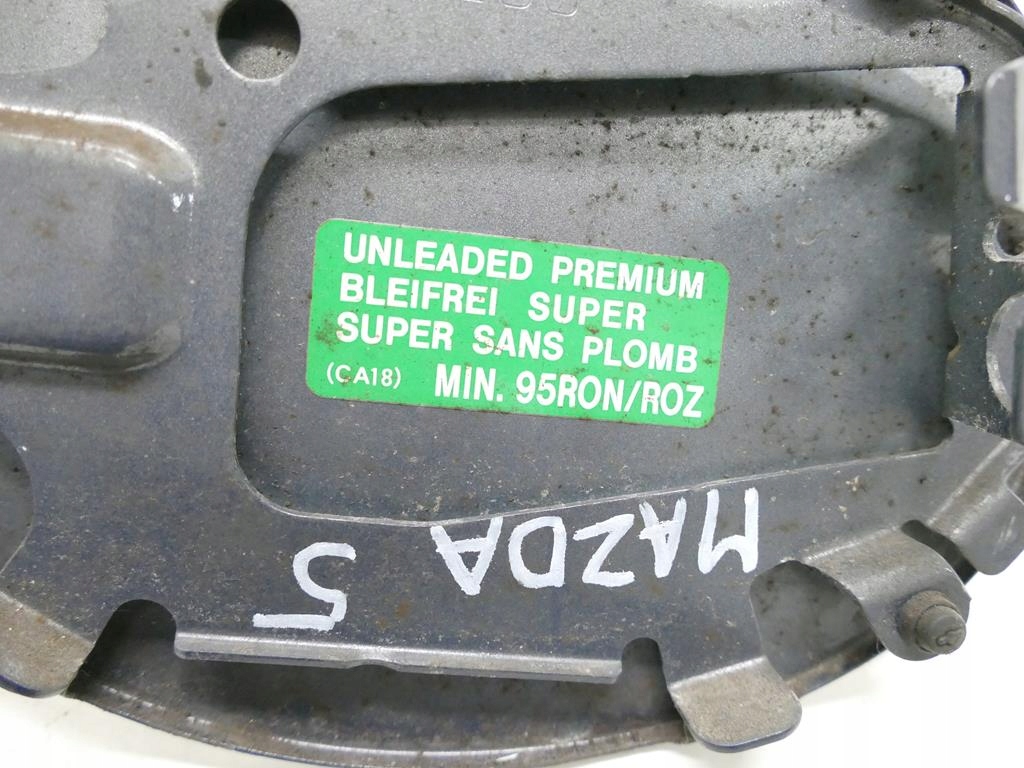 UNLEADED PREMIUM
BLEIFREI SUPER
SUPER SANS PLOMB
(CA18) MIN. 95RON/ROZ
MAZDA 5